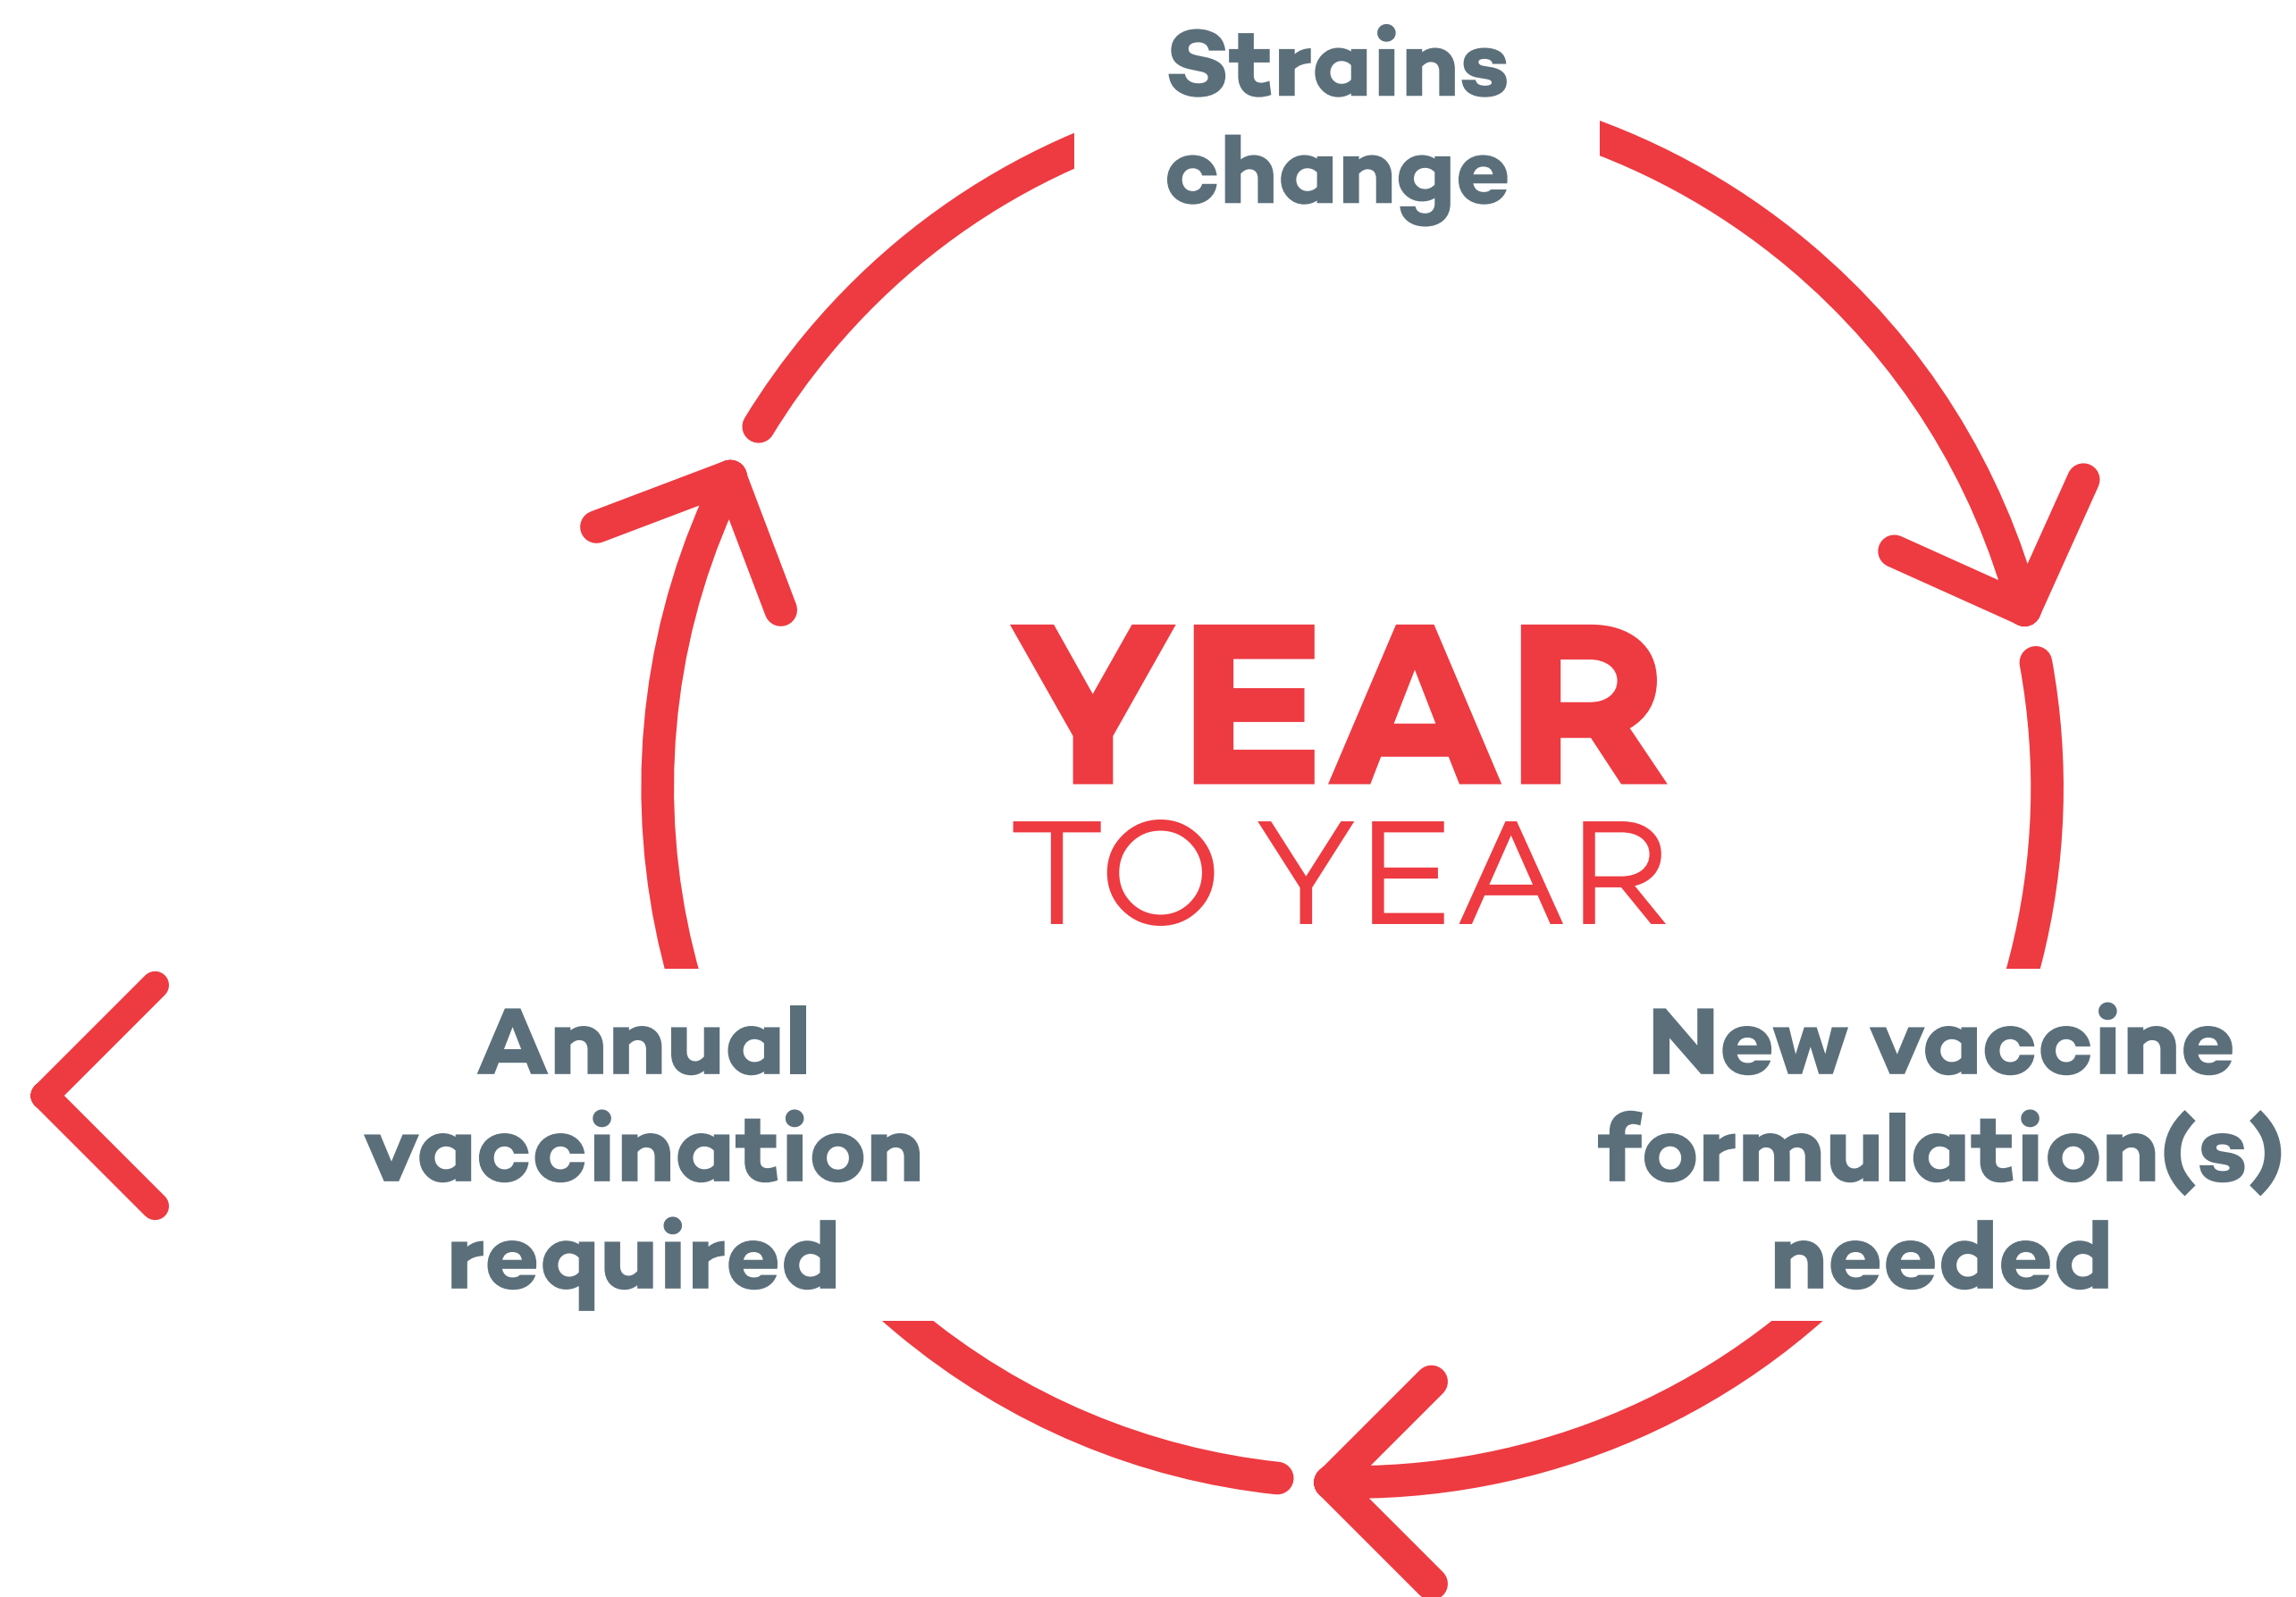 Strains
change
YEAR
TO YEAR
Annual
vaccination
required
New vaccine
formulation(s)
needed